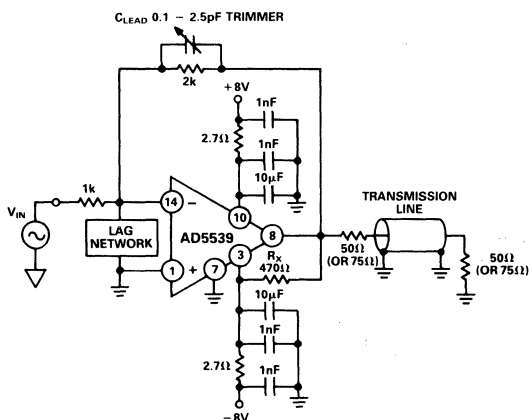 C LEAD 0.1 – 2.5pF TRIMMER
2k
+8V
1nF
2.7Ω
1nF
10μF
1k
VIN
LAG
NETWORK
14
–
10
AD5539
8
1
+
7
3
RX
470Ω
TRANSMISSION
LINE
50Ω
(OR 75Ω)
50Ω
(OR 75Ω)
10μF
1nF
2.7Ω
1nF
–8V